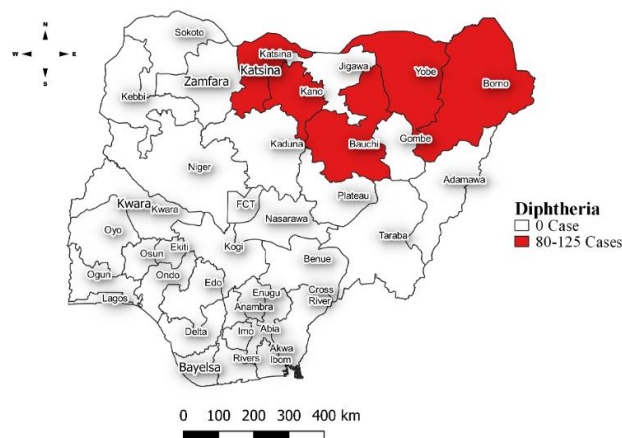 N
W E
S
Sokoto
Katsina
Katsina
Jigawa
Yobe
Borno
Zamfara
Kebbi
Kano
Kaduna
Bauchi
Gombe
Niger
Adamawa
Plateau
FCT
Nasarawa
Kwara
Kwara
Oyo
Taraba
Kogi
Osun
Ekiti
Benue
Ogun
Ondo
Edo
Enugu
Cross
River
Lagos
Anambra
Delta
Imo
Abia
Akwa
Ibom
Rivers
Bayelsa
Diphtheria
0 Case
80-125 Cases
0 100 200 300 400 km